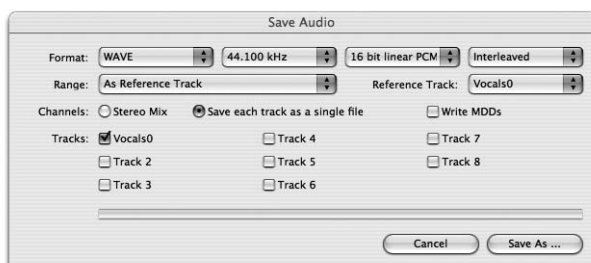 Save Audio
Format: WAVE 44.100 kHz 16 bit linear PCM Interleaved
Range: As Reference Track Reference Track: Vocals0
Channels: Stereo Mix Save each track as a single file Write MDDs
Tracks: Vocals0 Track 4 Track 7
Track 2 Track 5 Track 8
Track 3 Track 6
Cancel Save As ...